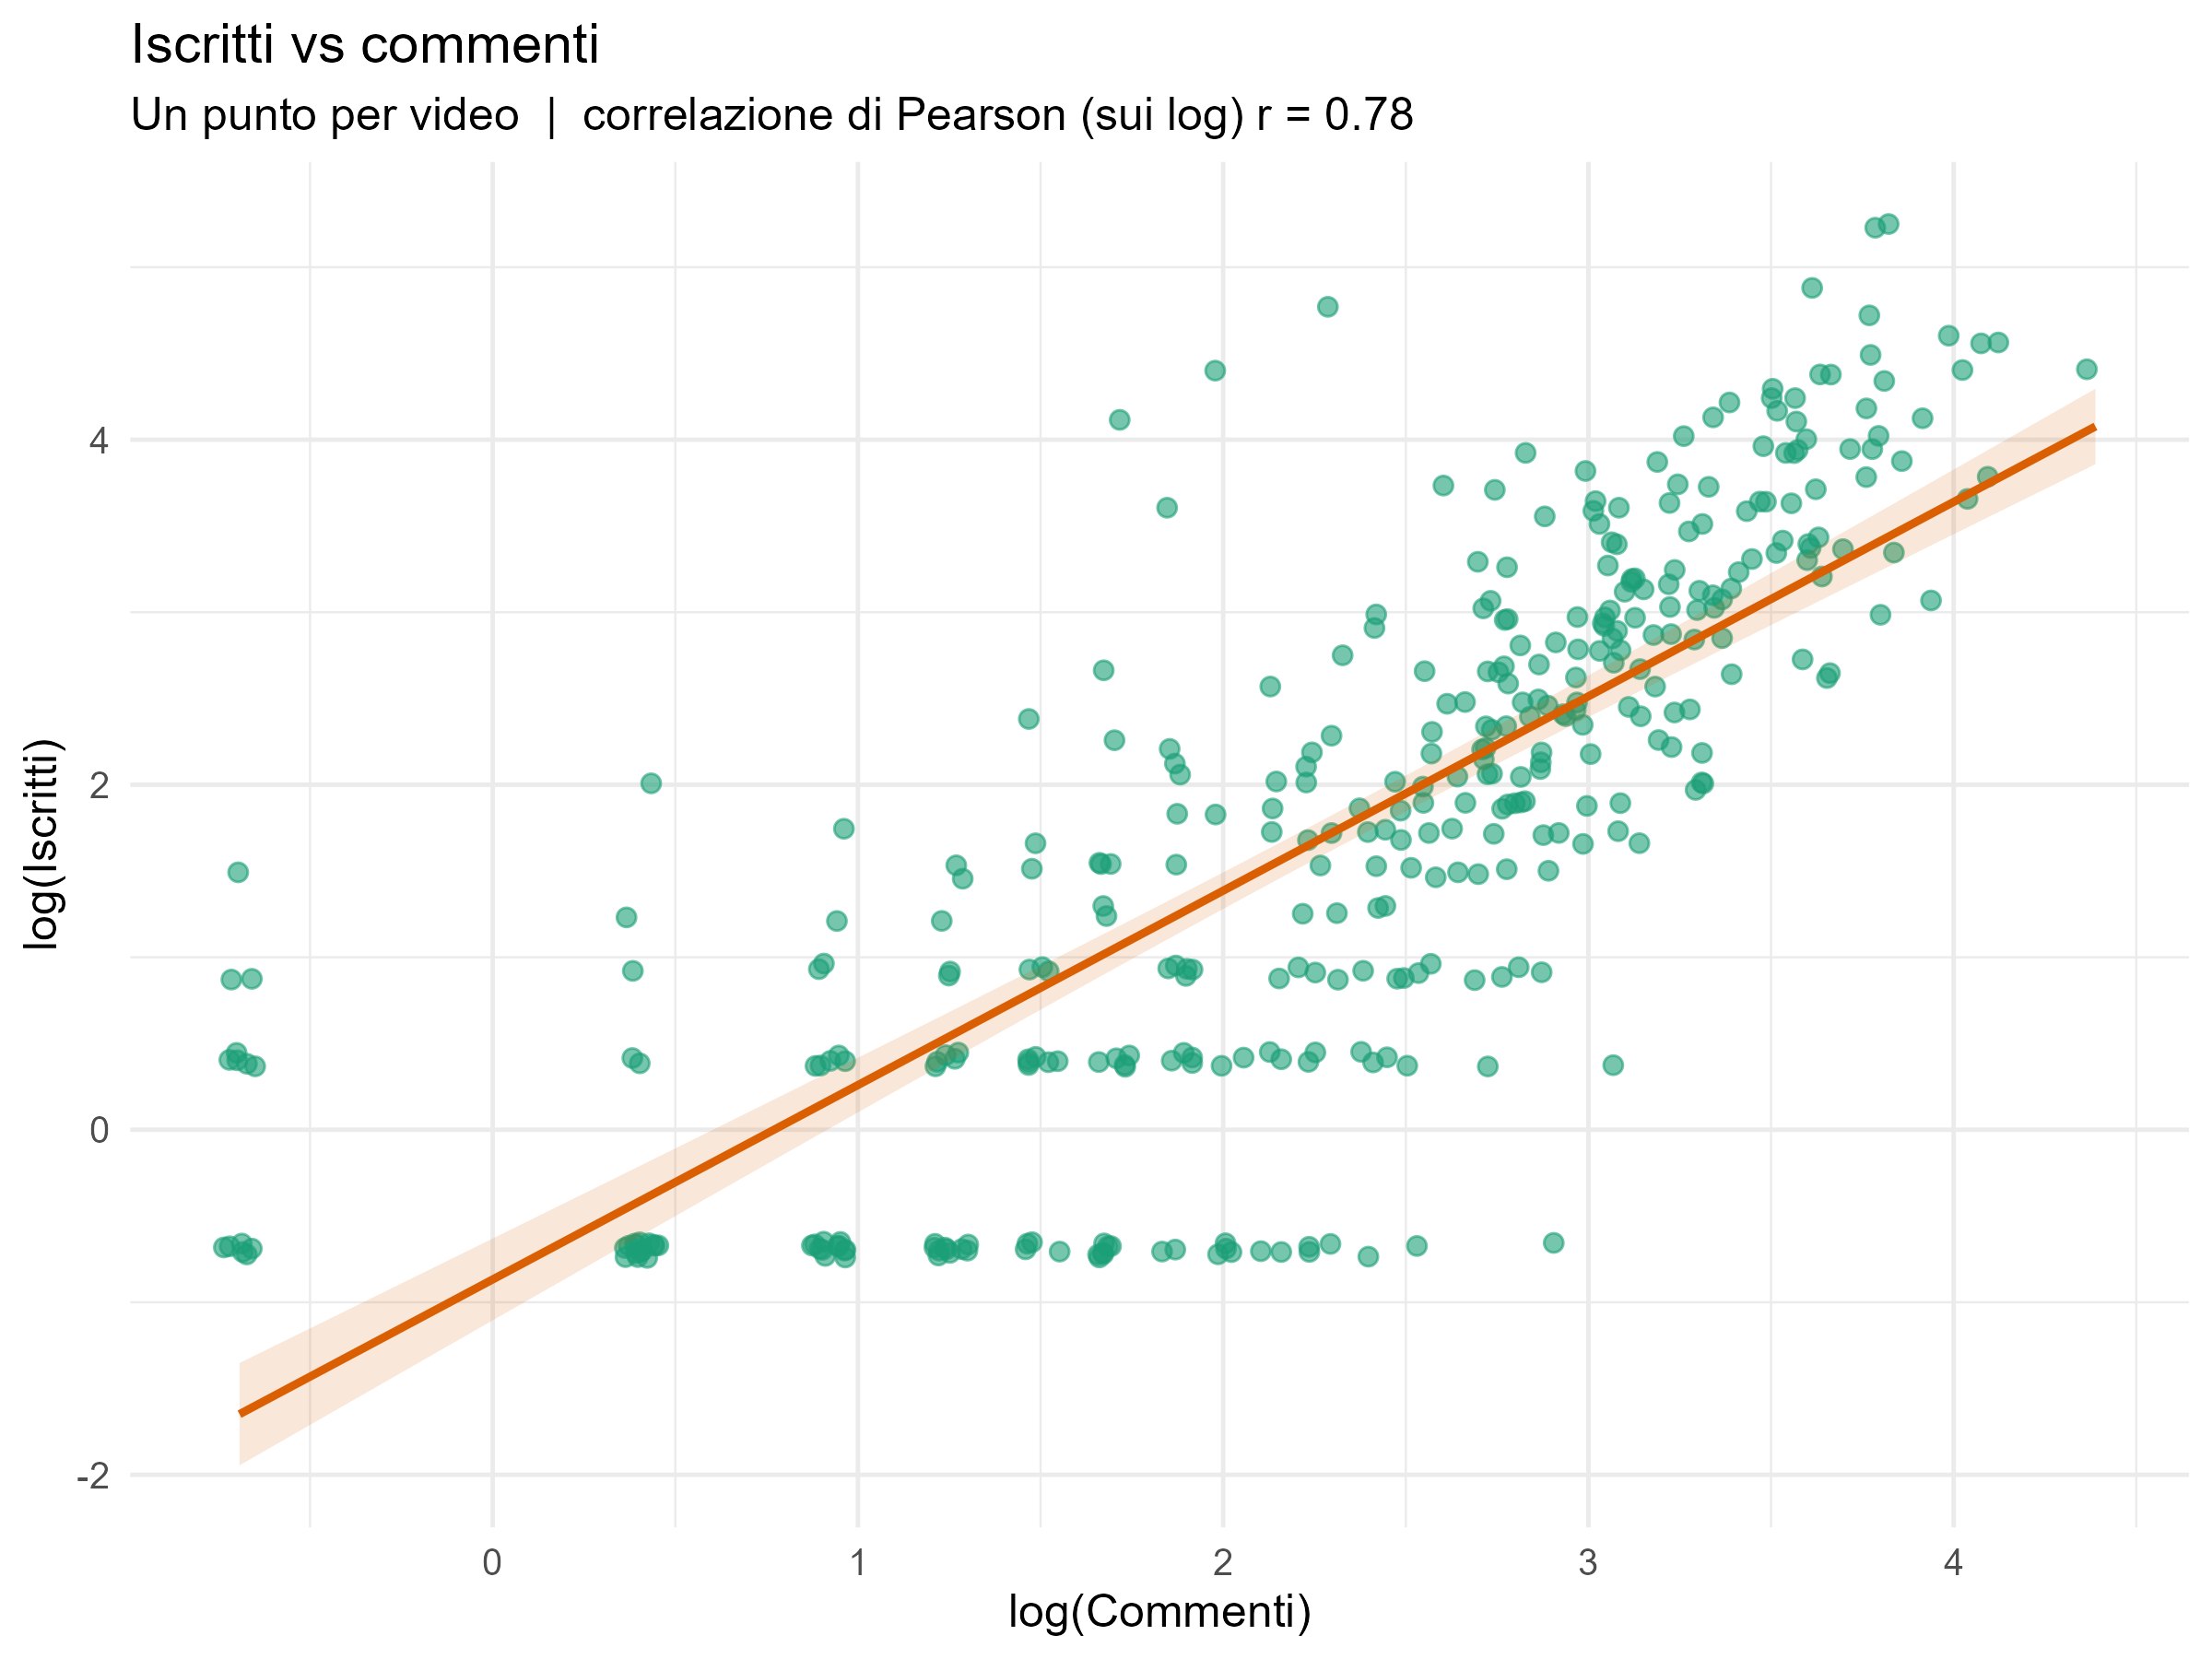 Iscritti vs commenti
Un punto per video | correlazione di Pearson (sui log) r = 0.78
log(Iscritti)
4
2
0
-2
0 1 2 3 4
log(Commenti)